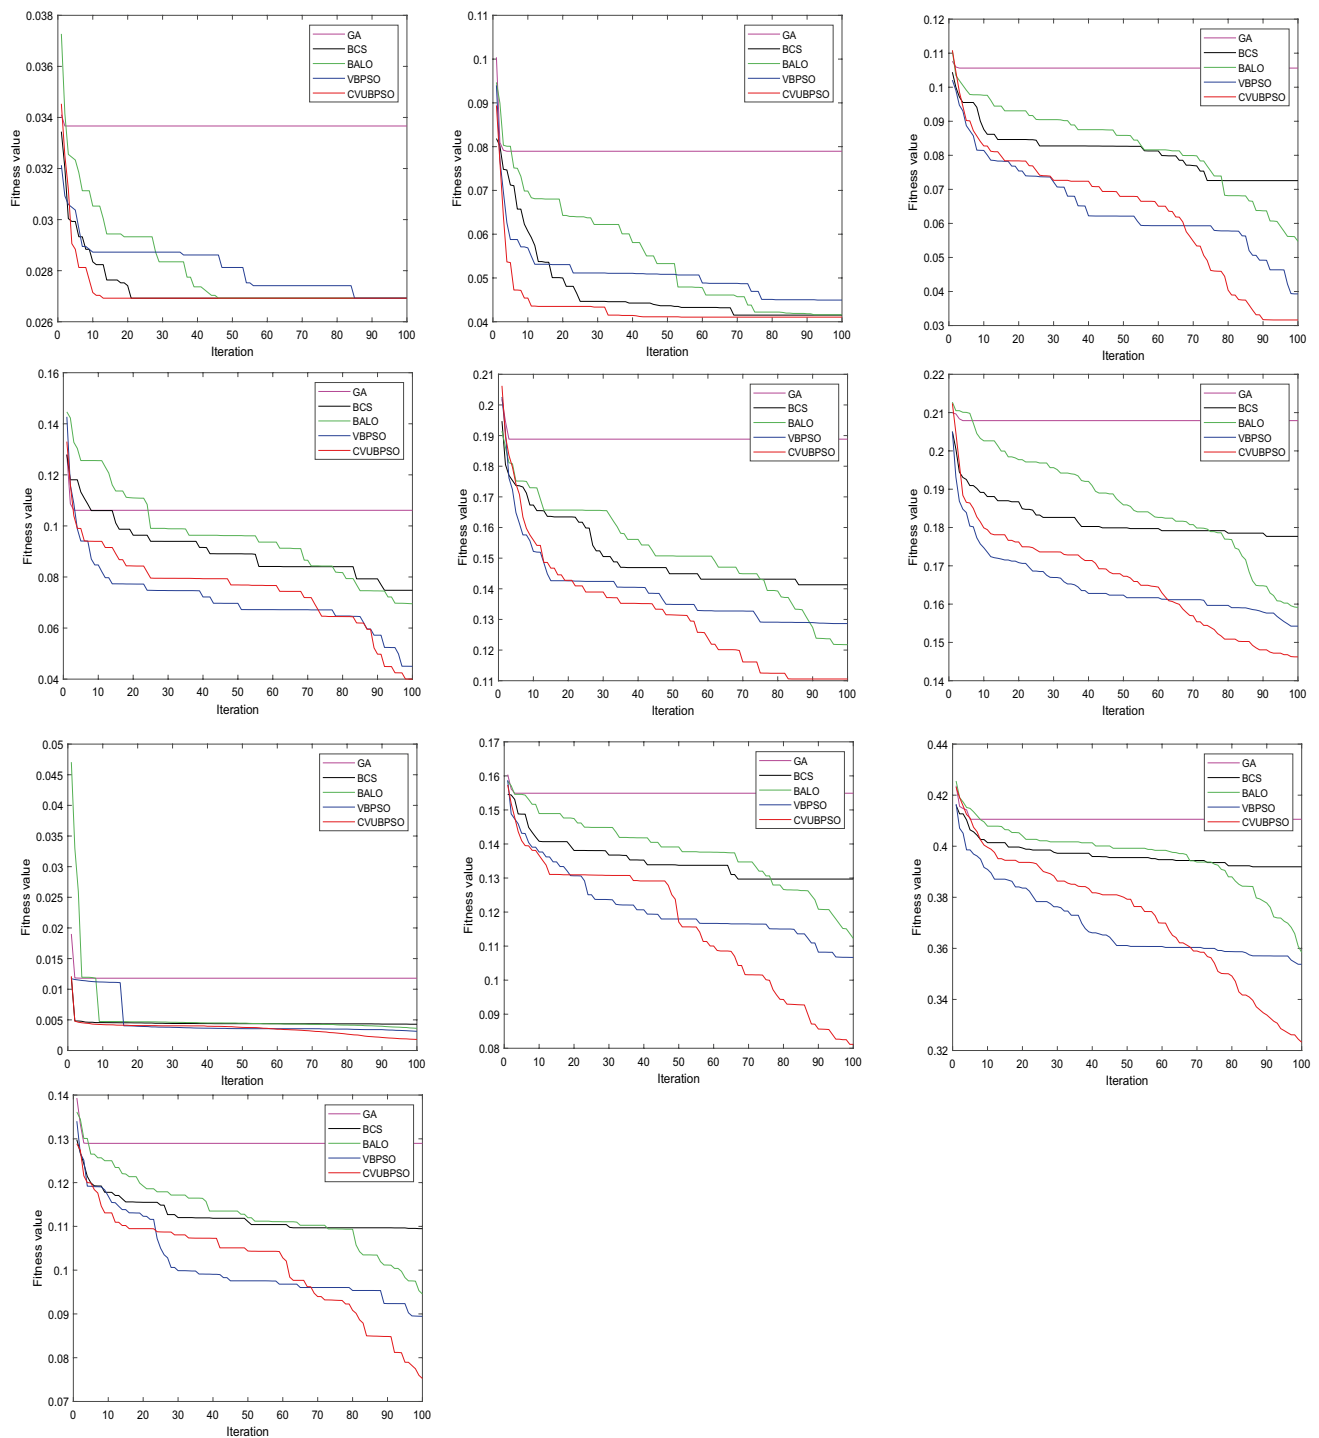 0.038
0.036
0.034
0.032
0.03
0.028
0.026
Fitness value
GA
BCS
BALO
VBPSO
CVUBPSO
0 10 20 30 40 50 60 70 80 90 100
Iteration
0.11
0.1
0.09
0.08
0.07
0.06
0.05
0.04
Fitness value
GA
BCS
BALO
VBPSO
CVUBPSO
0 10 20 30 40 50 60 70 80 90 100
Iteration
0.12
0.11
0.1
0.09
0.08
0.07
0.06
0.05
0.04
0.03
Fitness value
GA
BCS
BALO
VBPSO
CVUBPSO
0 10 20 30 40 50 60 70 80 90 100
Iteration
0.16
0.14
0.12
0.1
0.08
0.06
0.04
Fitness value
GA
BCS
BALO
VBPSO
CVUBPSO
0 10 20 30 40 50 60 70 80 90 100
Iteration
0.21
0.2
0.19
0.18
0.17
0.16
0.15
0.14
0.13
0.12
0.11
Fitness value
GA
BCS
BALO
VBPSO
CVUBPSO
0 10 20 30 40 50 60 70 80 90 100
Iteration
0.22
0.21
0.2
0.19
0.18
0.17
0.16
0.15
0.14
Fitness value
GA
BCS
BALO
VBPSO
CVUBPSO
0 10 20 30 40 50 60 70 80 90 100
Iteration
0.05
0.045
0.04
0.035
0.03
0.025
0.02
0.015
0.01
0.005
0
Fitness value
GA
BCS
BALO
VBPSO
CVUBPSO
0 10 20 30 40 50 60 70 80 90 100
Iteration
0.17
0.16
0.15
0.14
0.13
0.12
0.11
0.1
0.09
0.08
Fitness value
GA
BCS
BALO
VBPSO
CVUBPSO
0 10 20 30 40 50 60 70 80 90 100
Iteration
0.44
0.42
0.4
0.38
0.36
0.34
0.32
Fitness value
GA
BCS
BALO
VBPSO
CVUBPSO
0 10 20 30 40 50 60 70 80 90 100
Iteration
0.14
0.13
0.12
0.11
0.1
0.09
0.08
0.07
Fitness value
GA
BCS
BALO
VBPSO
CVUBPSO
0 10 20 30 40 50 60 70 80 90 100
Iteration